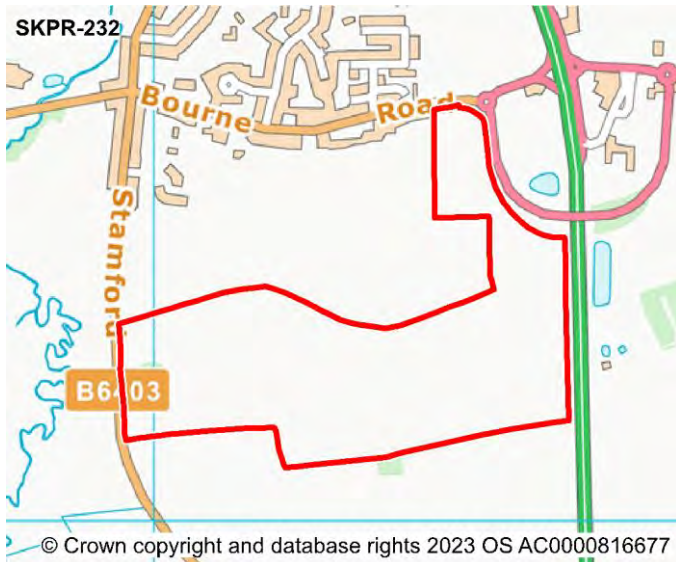 SKPR-232
Bourne Road
Stamford
B6403
© Crown copyright and database rights 2023 OS AC0000816677